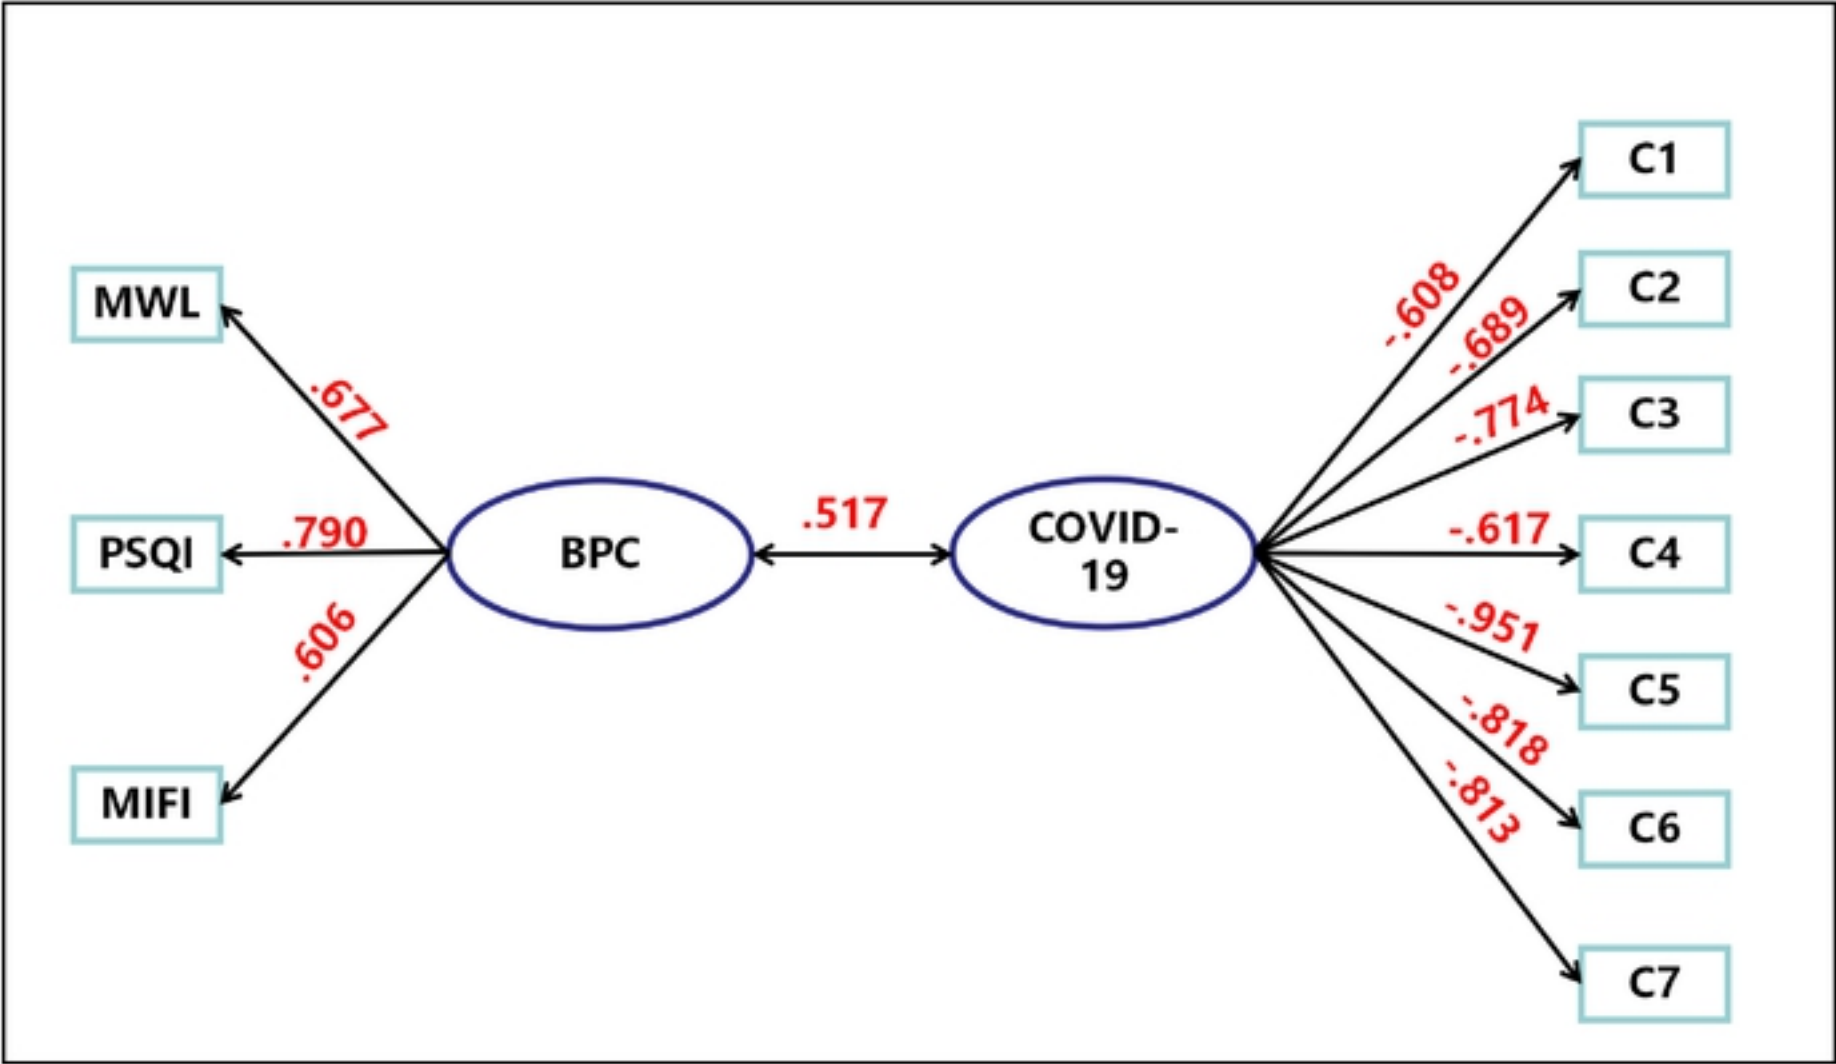 MWL
PSQI
MIFI
.677
.790
.606
BPC
.517
COVID-
19
-.608
-.689
-.774
-.617
-.951
-.818
-.813
C1
C2
C3
C4
C5
C6
C7